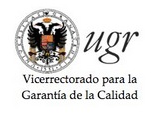 ugr
Vicerrectorado para la
Garantía de la Calidad